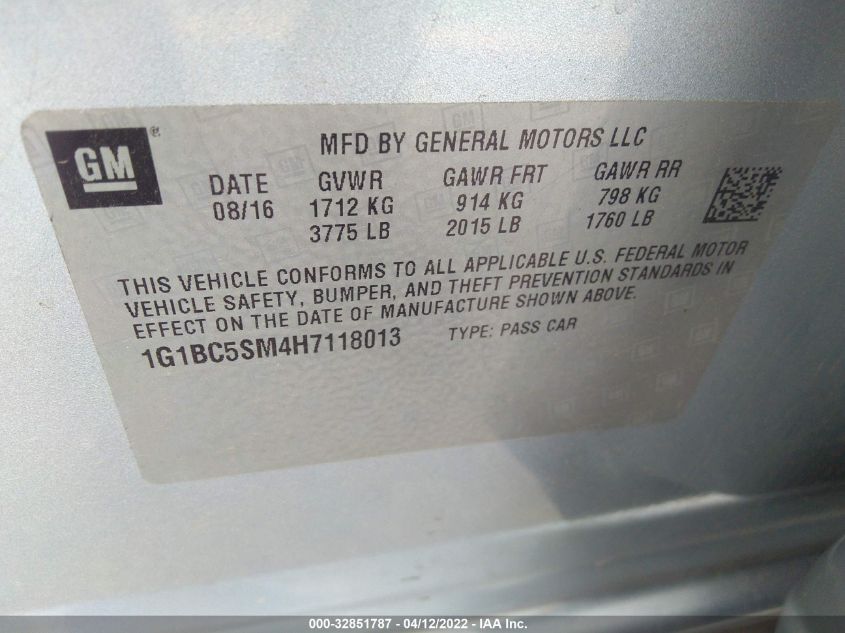 GM®
MFD BY GENERAL MOTORS LLC
DATE GVWR GAWR FRT GAWR RR
08/16 1712 KG 914 KG 798 KG
3775 LB 2015 LB 1760 LB
THIS VEHICLE CONFORMS TO ALL APPLICABLE U.S. FEDERAL MOTOR
VEHICLE SAFETY, BUMPER, AND THEFT PREVENTION STANDARDS IN
EFFECT ON THE DATE OF MANUFACTURE SHOWN ABOVE.
1G1BC5SM4H7118013 TYPE: PASS CAR
000-32851787 - 04/12/2022 - IAA Inc.